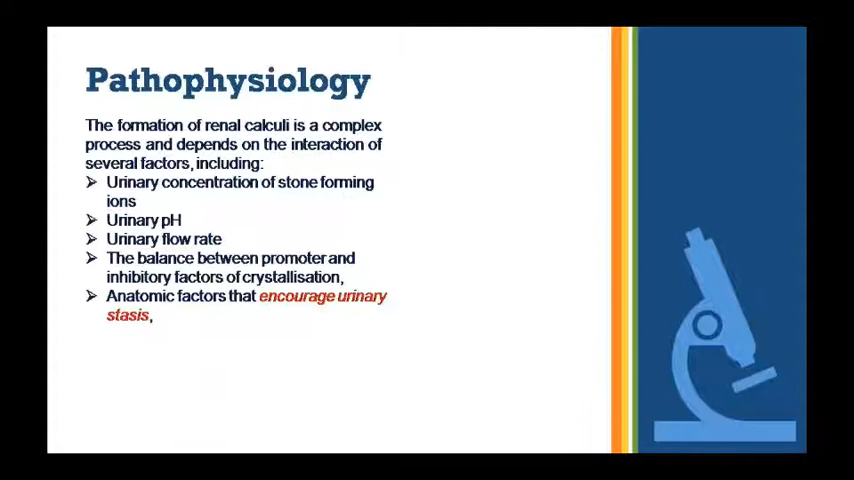 Pathophysiology
The formation of renal calculi is a complex
process and depends on the interaction of
several factors, including:
➢ Urinary concentration of stone forming
ions
➢ Urinary pH
➢ Urinary flow rate
➢ The balance between promoter and
inhibitory factors of crystallisation,
➢ Anatomic factors that encourage urinary
stasis,